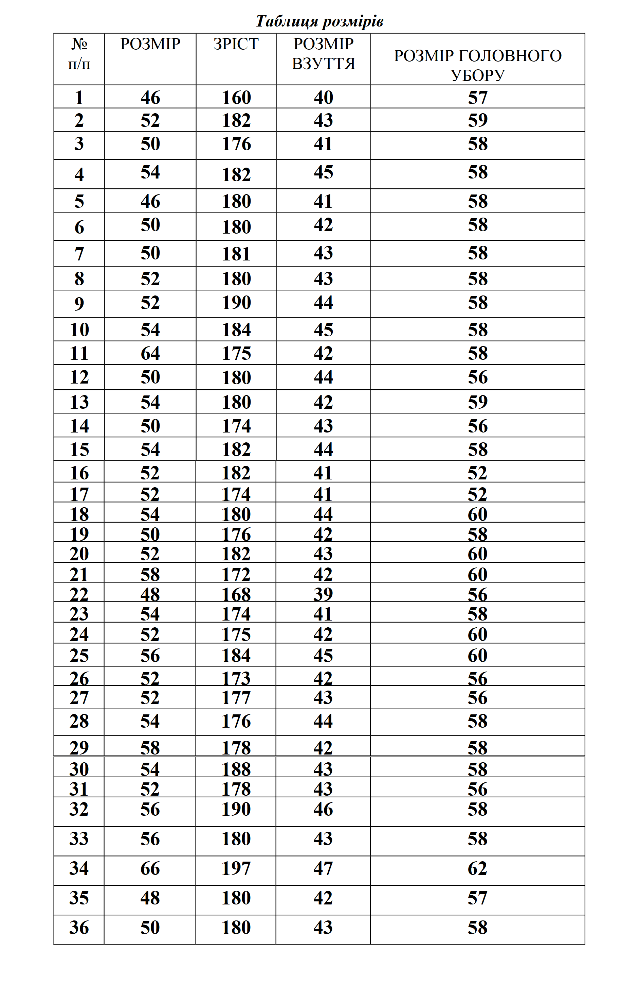 Таблиця розмірів
№ п/п РОЗМІР ЗРІСТ РОЗМІР ВЗУТТЯ РОЗМІР ГОЛОВНОГО УБОРУ
1 46 160 40 57
2 52 182 43 59
3 50 176 41 58
4 54 182 45 58
5 46 180 41 58
6 50 180 42 58
7 50 181 43 58
8 52 180 43 58
9 52 190 44 58
10 54 184 45 58
11 64 175 42 58
12 50 180 44 56
13 54 180 42 59
14 50 174 43 56
15 54 182 44 58
16 52 182 41 52
17 52 174 41 52
18 54 180 44 60
19 50 176 42 58
20 52 182 43 60
21 58 172 42 60
22 48 168 39 56
23 54 174 41 58
24 52 175 42 60
25 56 184 45 60
26 52 173 42 56
27 52 177 43 56
28 54 176 44 58
29 58 178 42 58
30 54 188 43 58
31 52 178 43 56
32 56 190 46 58
33 56 180 43 58
34 66 197 47 62
35 48 180 42 57
36 50 180 43 58